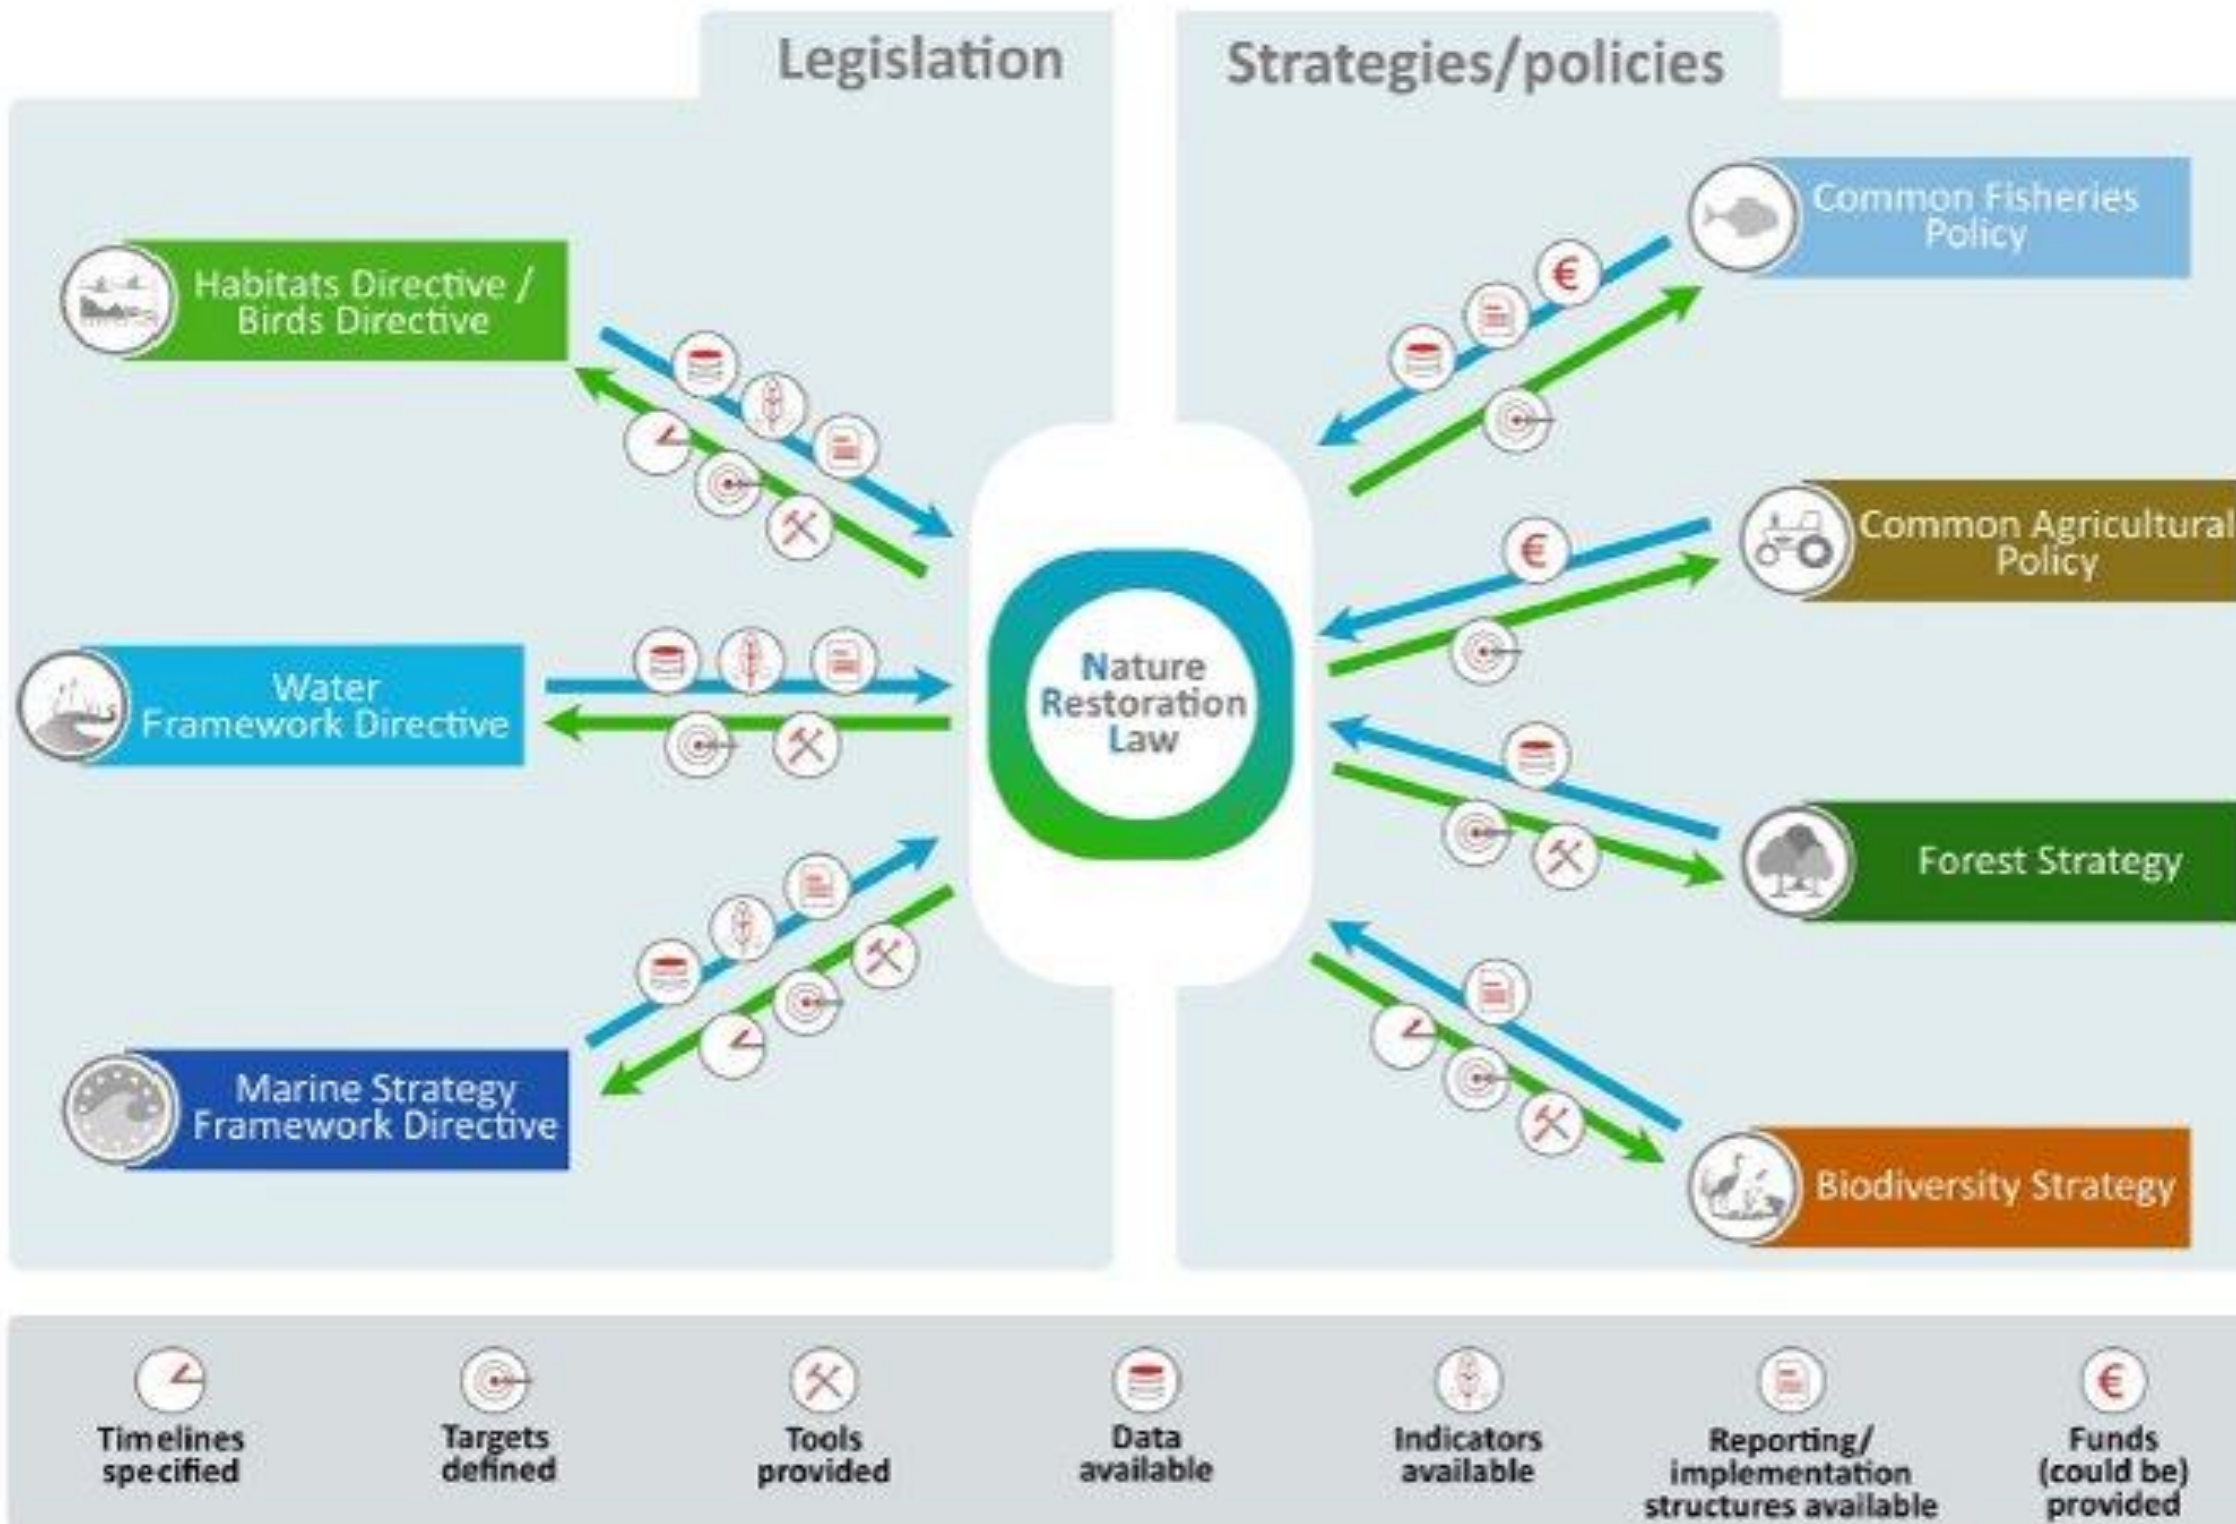 Legislation
Strategies/policies
Habitats Directive /
Birds Directive
Water
Framework Directive
Marine Strategy
Framework Directive
Nature
Restoration
Law
Common Fisheries
Policy
€
Common Agricultural
Policy
€
Forest Strategy
Biodiversity Strategy
Timelines
specified
Targets
defined
Tools
provided
Data
available
Indicators
available
Reporting/
implementation
structures available
€
Funds
(could be)
provided